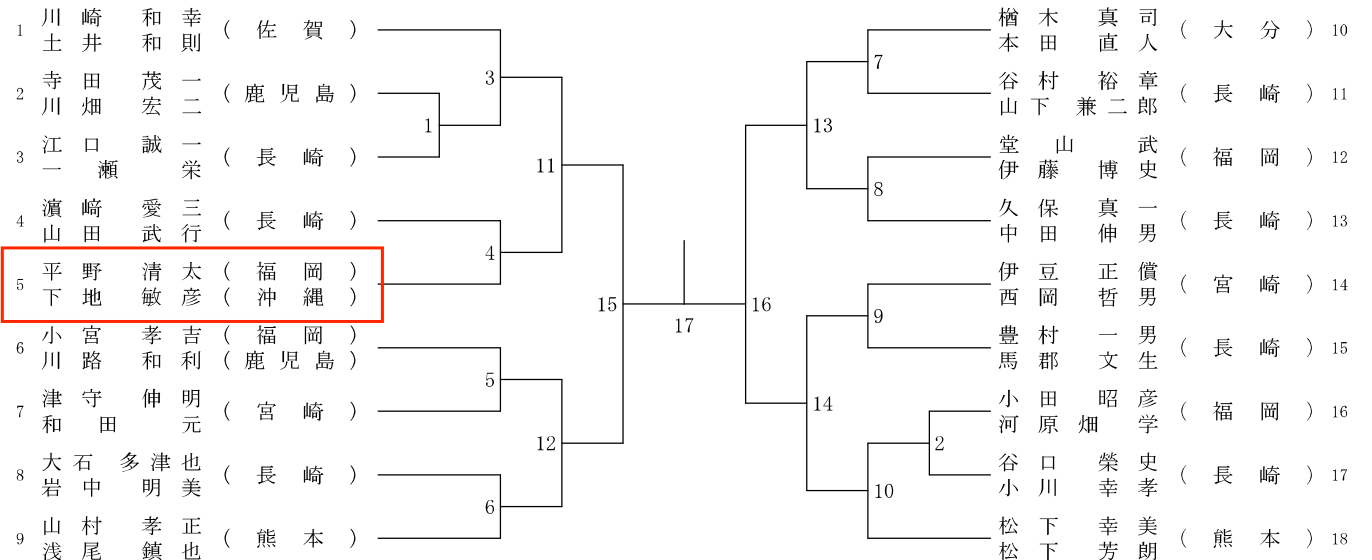 1 川崎 和幸 (佐賀)
土井 和則
2 寺田 茂一 (鹿児島)
川畑 宏二
3 江口 誠一 (長崎)
一瀬 栄
4 濵﨑 愛三 (長崎)
山田 武行
5 平野 清太 (福岡)
下地 敏彦 (沖縄)
6 小宮 孝吉 (福岡)
川路 和利 (鹿児島)
7 津守 伸明 (宮崎)
和田 元
8 大石 多津也 (長崎)
岩中 明美
9 山村 孝正 (熊本)
浅尾 鎮也
1
3
4
5
6
11
12
15
17
16
13
14
7
8
9
2
10
楢木 真司 (大分) 10
本田 直人
谷村 裕章 (長崎) 11
山下 兼二郎
堂山 武 (福岡) 12
伊藤 博史
久保 真一 (長崎) 13
中田 伸男
伊豆 正償 (宮崎) 14
西岡 哲男
豊村 一男 (長崎) 15
馬郡 文生
小田 昭彦 (福岡) 16
河原畑 学
谷口 榮史 (長崎) 17
小川 幸孝
松下 幸美 (熊本) 18
松下 芳朗